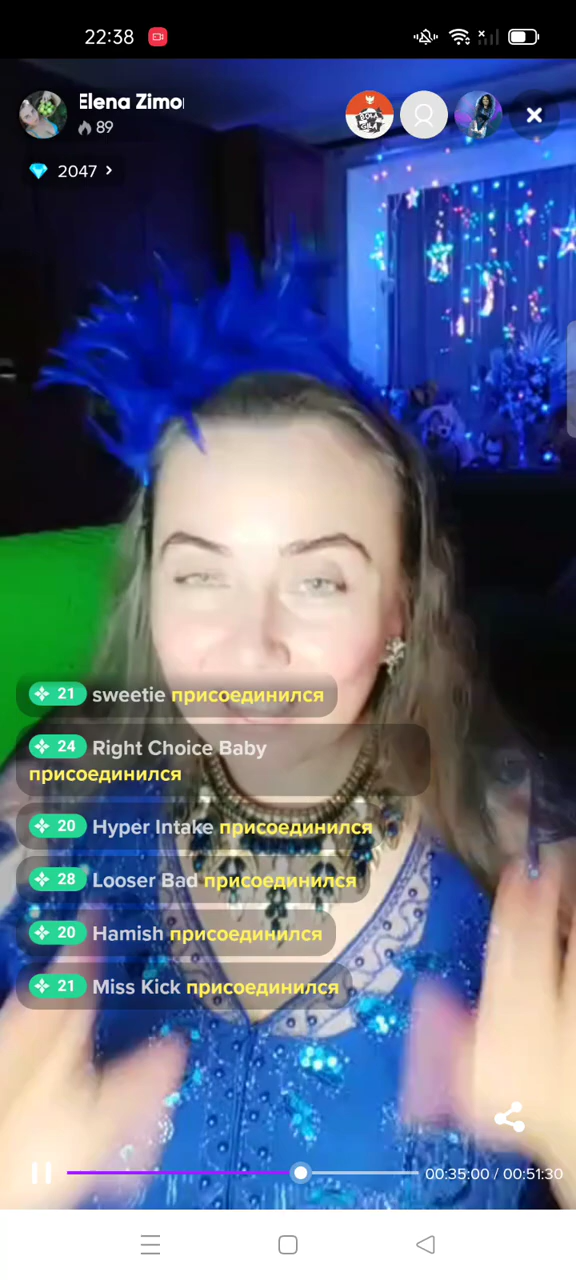 22:38
Elena Zimo
89
2047
21 sweetie присоединился
24 Right Choice Baby
присоединился
20 Hyper Intake присоединился
28 Looser Bad присоединился
20 Hamish присоединился
21 Miss Kick присоединился
00:35:00 / 00:51:30